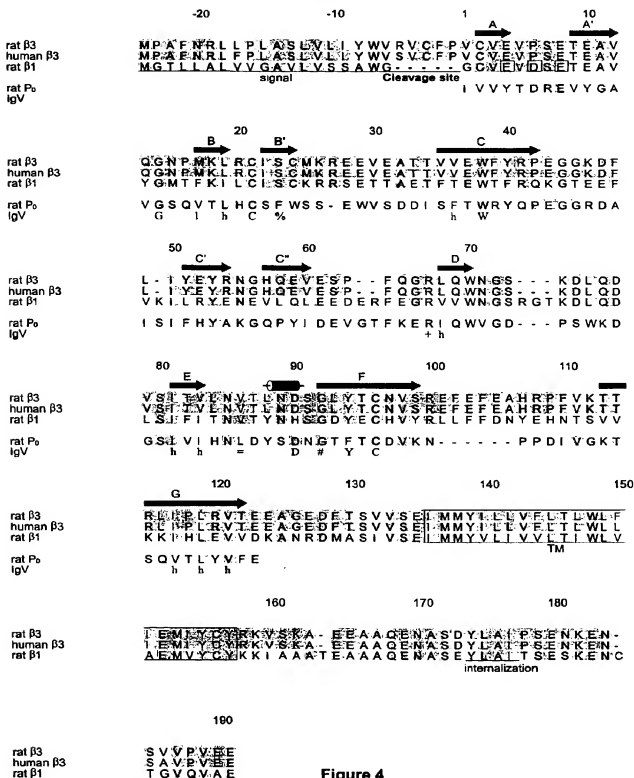 -20 -10 1 10
A A'
rat β3 MPAFNRLLPLASLVLIYWVRVCFPVCVEVPSETEAV
human β3 MPAFNRLFPLASLVLIYWVSVCFPVCVEVPSETEAV
rat β1 MGTLLALVVGAVLVSSAWG-----GCVEVDSETEAV
signal Cleavage site
rat P₀ IVVYTDREVYGA
IgV
20 30 40
B B' C
rat β3 QGNPMKLRCISCMKREEVEATTVVEWFYRPEGGKDF
human β3 QGNPMKLRCISCMKREEVEATTVVEWFYRPEGGKDF
rat β1 YGMTFKILCISCKRRSETTAETFTEWTFRQKGTEEF
rat P₀ VGSQVTLHCSFWSS-EWVSDDISFTWRYQPEGGRDA
IgV G l h C % h W
50 60 70
C' C" D
rat β3 L-IYEYRNGHQEVESP--FQGRLQWNGS---KDLQD
human β3 L-IYEYRNGHQEVESP--FQGRLQWNGS---KDLQD
rat β1 VKILRYENEVLQLEEDERFEGRVVWNGSRGTKDLQD
rat P₀ ISIFHYAKGQPYIDEVGTFKERIQWVGD--PSWKD
IgV + h
80 90 100 110
E F
rat β3 VSITVLNVTLNDSGLYTCNVSREFEFEAHRPFVKTT
human β3 VSITVLNVTLNDSGLYTCNVSREFEFEAHRPFVKTT
rat β1 LSIFITNVTYNHSGDYECHVYRLLFFDNYEHNTSVV
rat P₀ GSIVIHNLDYSDNGTFTCDVKN------PPDIVGKT
IgV h h = D # Y C
120 130 140 150
G
rat β3 RLIPLRVTEEAGEDFTSVVSEIMMYILLVFLTLWLF
human β3 RLIPLRVTEEAGEDFTSVVSEIMMYILLVFLTLWLL
rat β1 KKIHLEVVDKANRDMASIVSEIMMYVLIVVLTIWLV
TM
rat P₀ SQVTLYVFE
IgV h h h
160 170 180
rat β3 IEMIYCYRKVSKA-EEAAQENASDYLAIPSENKEN-
human β3 IEMIYCYRKVSKA-EEAAQENASDYLAIPSENKEN-
rat β1 AEMVYCYKKIAAATEAAAQENASEYLAITSESKENC
internalization
190
rat β3 SVVPVEE
human β3 SAVPVEE
rat β1 TGVQVAE
Figure 4